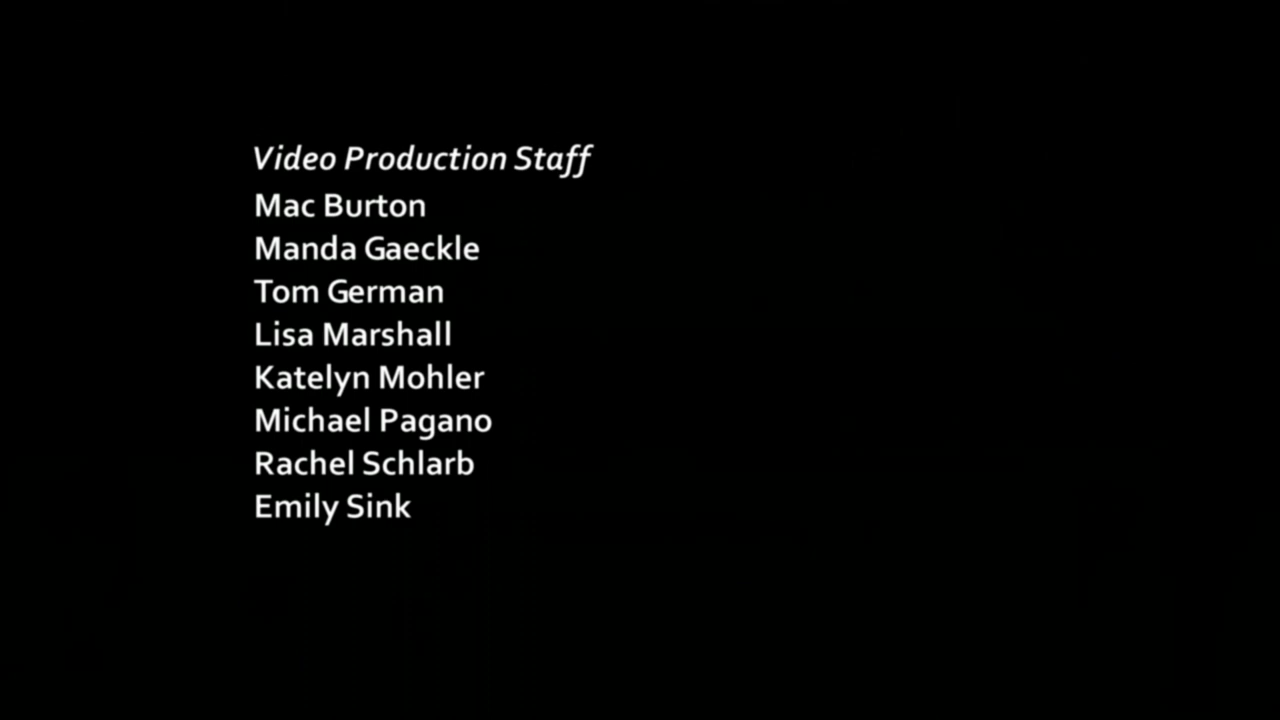 Video Production Staff
Mac Burton
Manda Gaeckle
Tom German
Lisa Marshall
Katelyn Mohler
Michael Pagano
Rachel Schlarb
Emily Sink